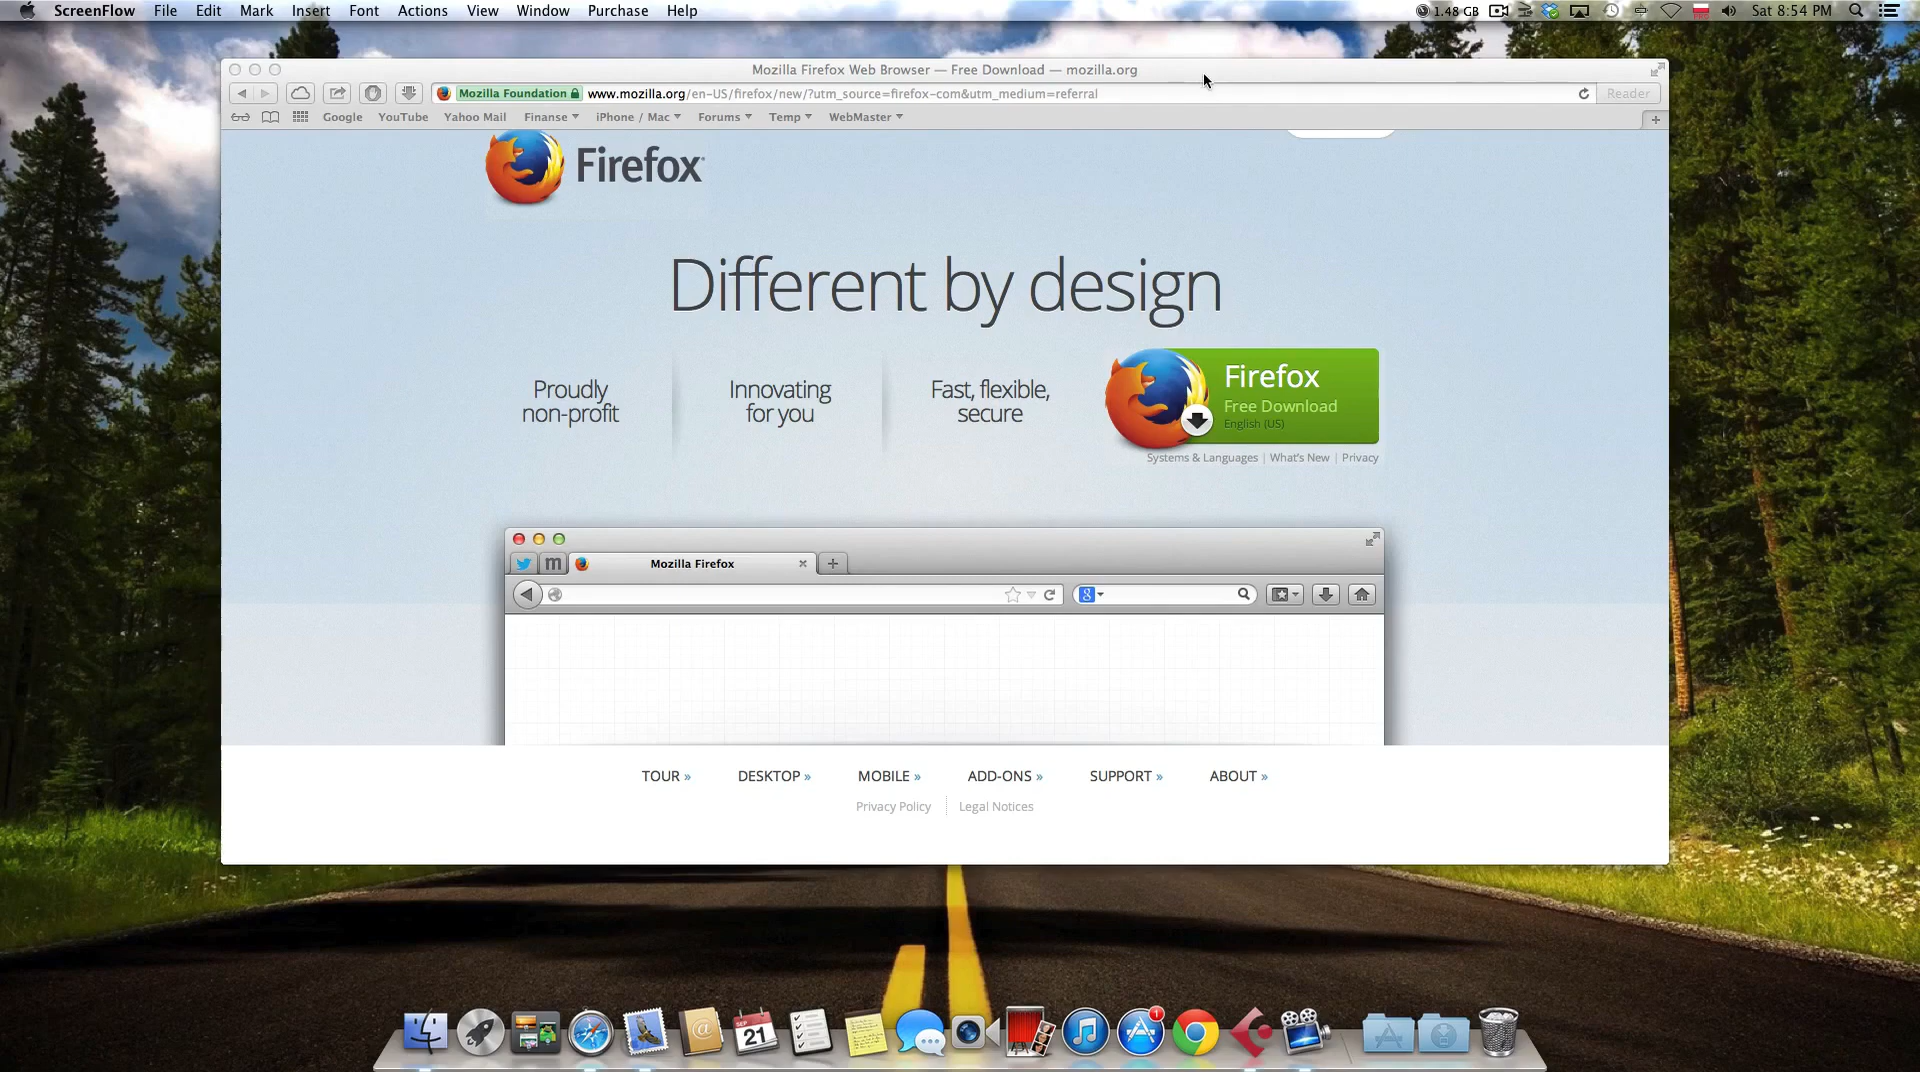 ScreenFlow File Edit Mark Insert Font Actions View Window Purchase Help 1.48 GB Sat 8:54 PM
Mozilla Firefox Web Browser — Free Download — mozilla.org
Mozilla Foundation www.mozilla.org/en-US/firefox/new/?utm_source=firefox-com&utm_medium=referral Reader
Google YouTube Yahoo Mail Finanse iPhone / Mac Forums Temp WebMaster
Firefox
Different by design
Proudly
non-profit
Innovating
for you
Fast, flexible,
secure
Firefox
Free Download
English (US)
Systems & Languages | What's New | Privacy
m Mozilla Firefox
8
TOUR » DESKTOP » MOBILE » ADD-ONS » SUPPORT » ABOUT »
Privacy Policy Legal Notices
SEP
21
1